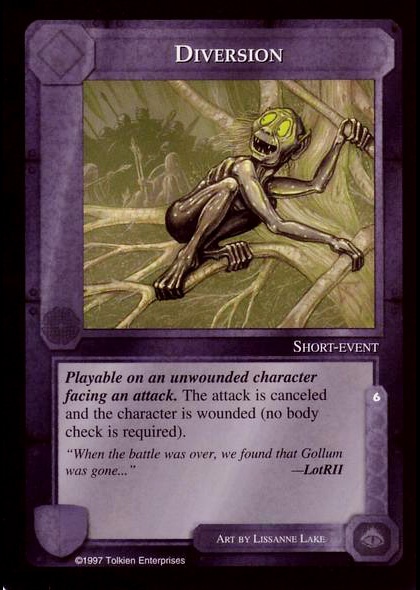 DIVERSION
SHORT-EVENT
Playable on an unwounded character
facing an attack. The attack is canceled
and the character is wounded (no body
check is required).
6
“When the battle was over, we found that Gollum
was gone...” —LotRII
ART BY LISSANNE LAKE
©1997 Tolkien Enterprises